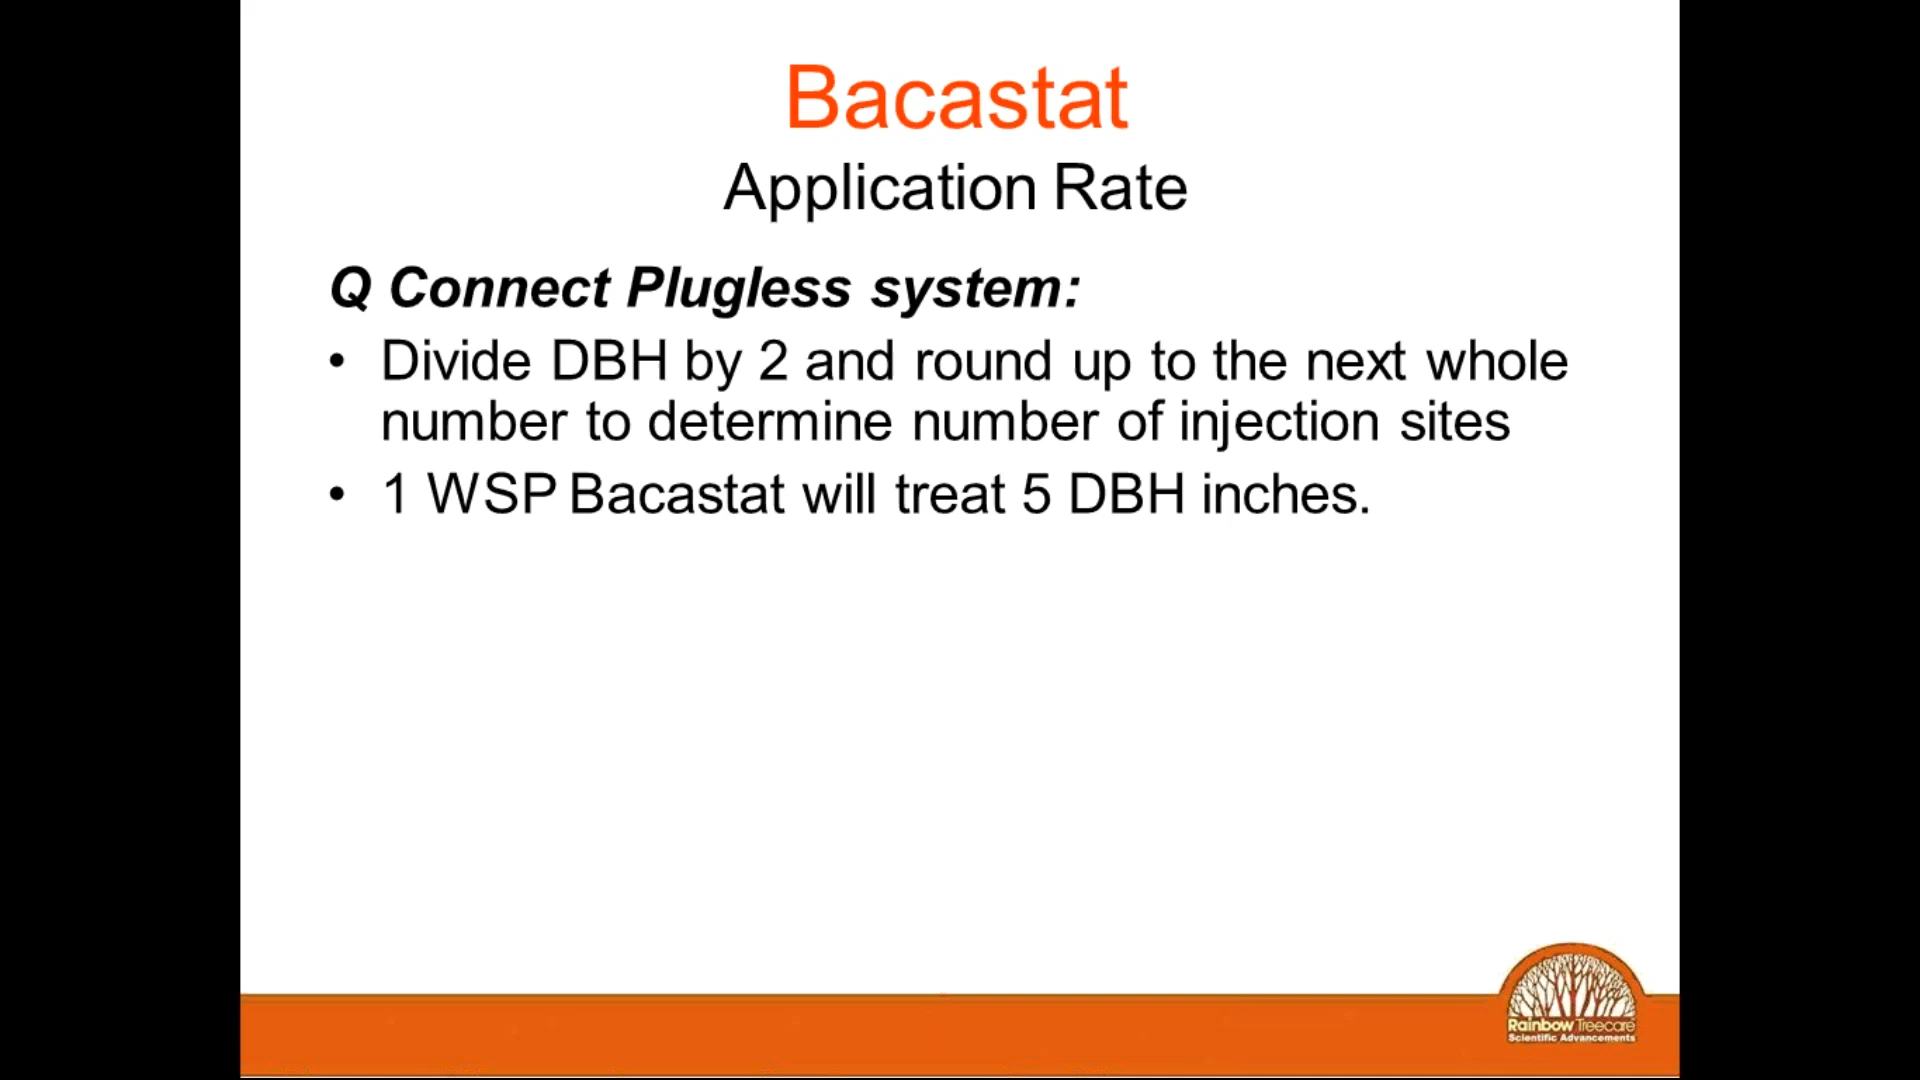 Bacastat
Application Rate
Q Connect Plugless system:
• Divide DBH by 2 and round up to the next whole
number to determine number of injection sites
• 1 WSP Bacastat will treat 5 DBH inches.
Rainbow Treecare
Scientific Advancements